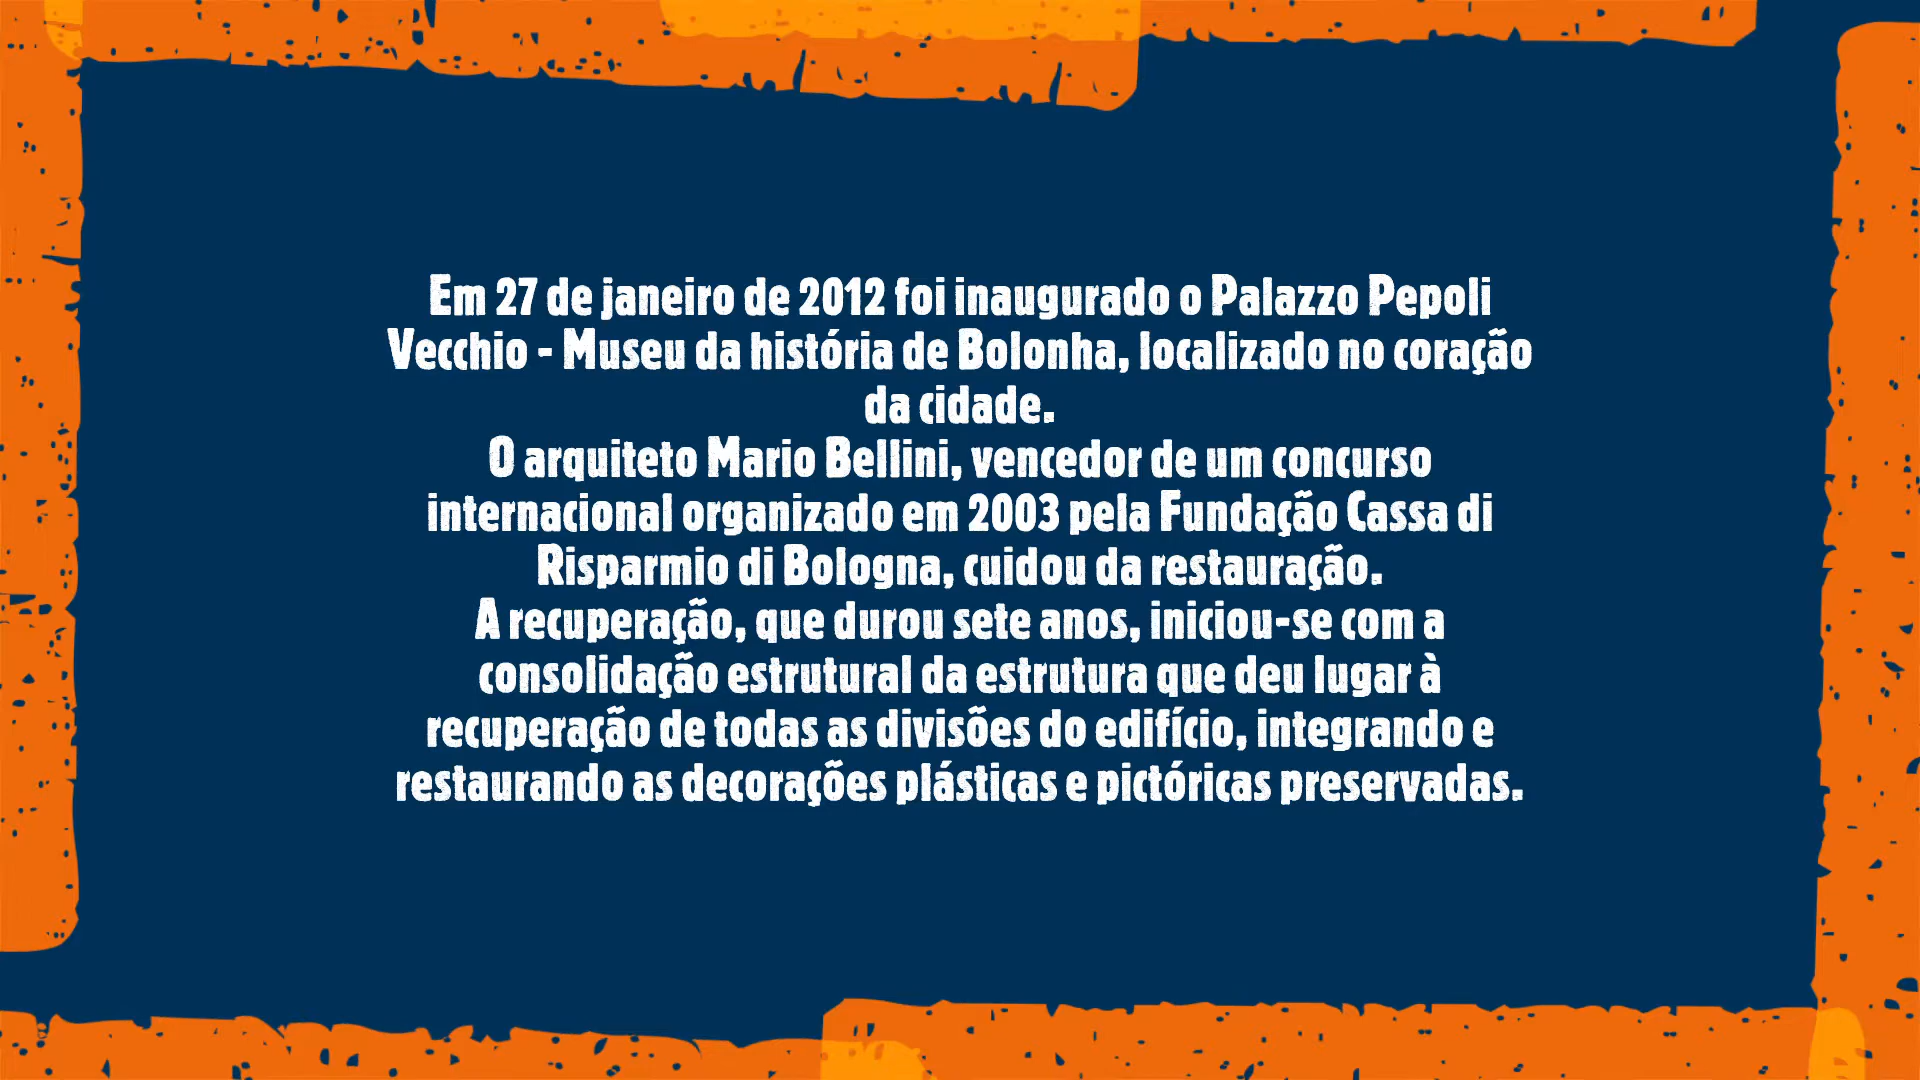 Em 27 de janeiro de 2012 foi inaugurado o Palazzo Pepoli
Vecchio - Museu da história de Bolonha, localizado no coração
da cidade.
O arquiteto Mario Bellini, vencedor de um concurso
internacional organizado em 2003 pela Fundação Cassa di
Risparmio di Bologna, cuidou da restauração.
A recuperação, que durou sete anos, iniciou-se com a
consolidação estrutural da estrutura que deu lugar à
recuperação de todas as divisões do edifício, integrando e
restaurando as decorações plásticas e pictóricas preservadas.